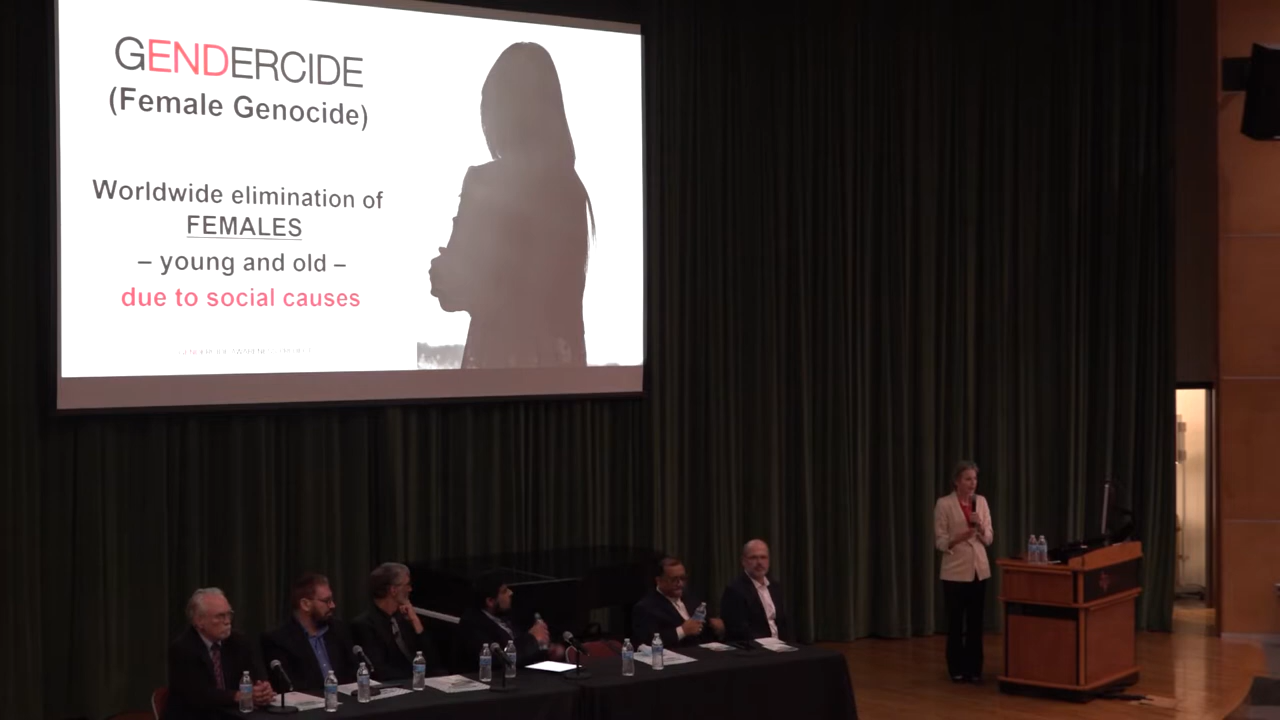 GENDERCIDE
(Female Genocide)
Worldwide elimination of
FEMALES
– young and old –
due to social causes